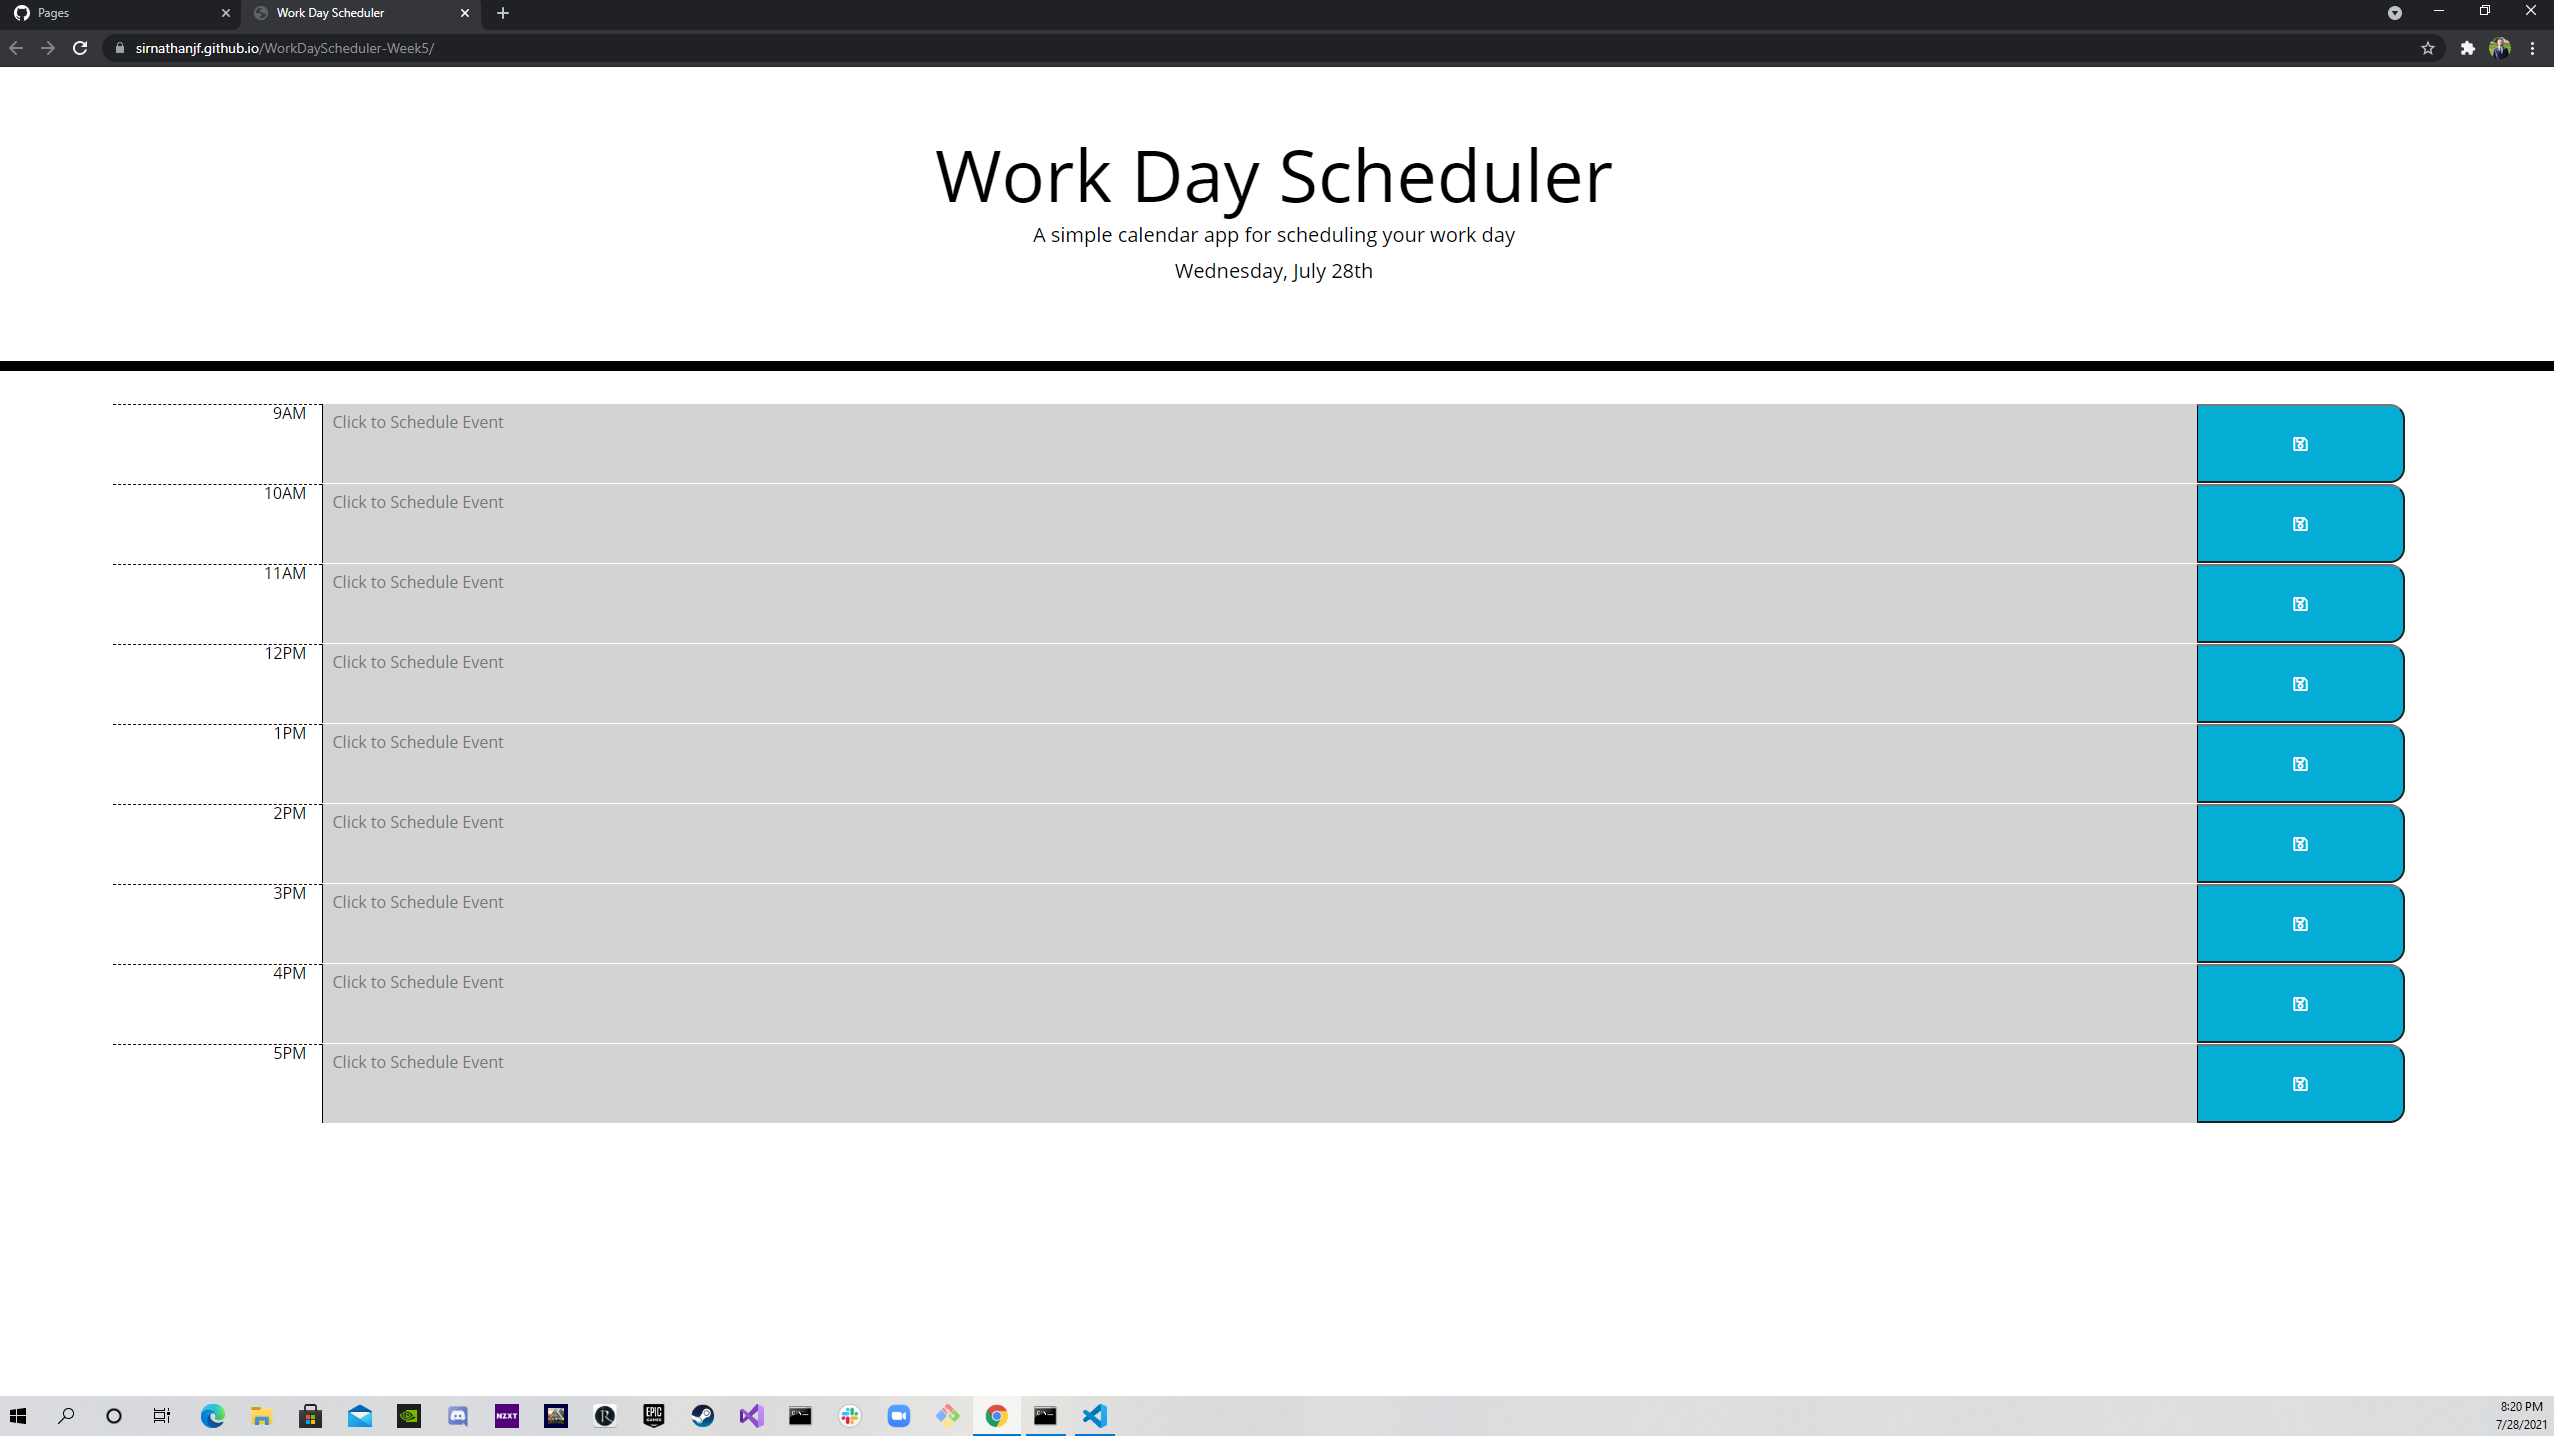 Pages
Work Day Scheduler
sirnathanjf.github.io/WorkDayScheduler-Week5/
Work Day Scheduler
A simple calendar app for scheduling your work day
Wednesday, July 28th
9AM Click to Schedule Event
10AM Click to Schedule Event
11AM Click to Schedule Event
12PM Click to Schedule Event
1PM Click to Schedule Event
2PM Click to Schedule Event
3PM Click to Schedule Event
4PM Click to Schedule Event
5PM Click to Schedule Event
NZXT
EPIC
GAMES
8:20 PM
7/28/2021